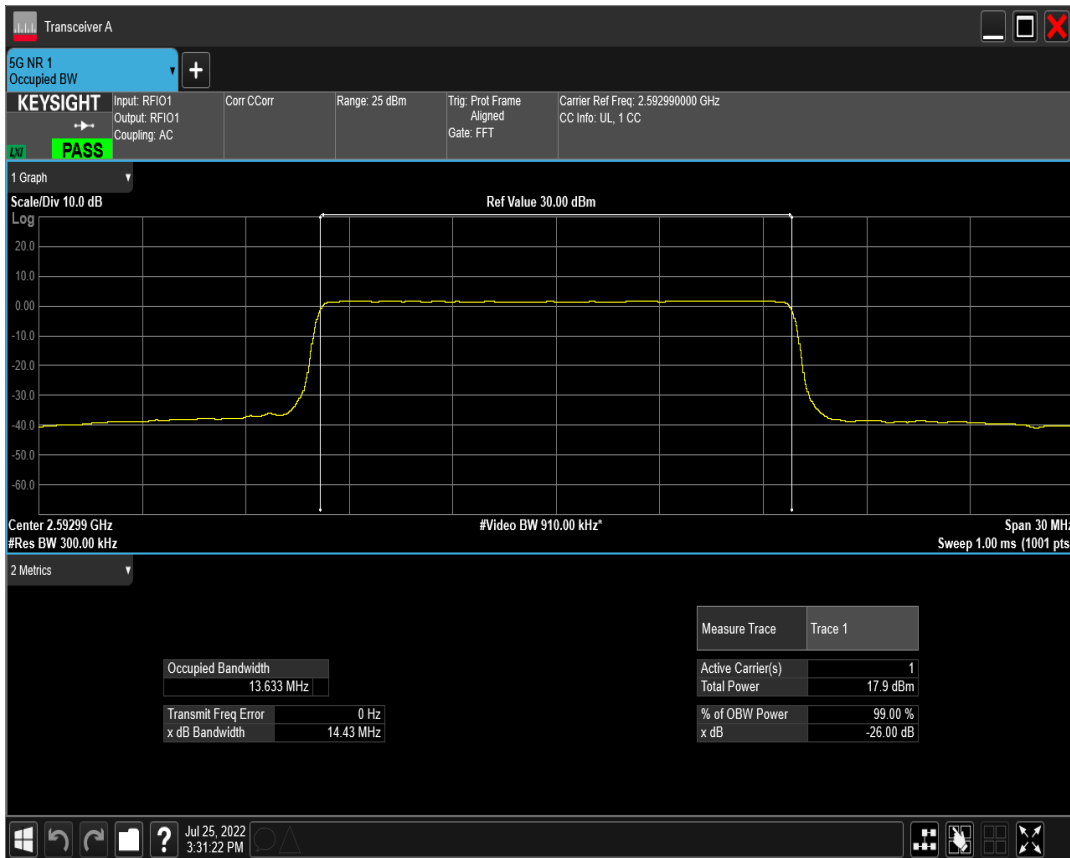 Transceiver A
5G NR 1
Occupied BW
KEYSIGHT
LXI
PASS
Input: RFIO1
Output: RFIO1
Coupling: AC
Corr CCorr
Range: 25 dBm
Trig: Prot Frame
Aligned
Gate: FFT
Carrier Ref Freq: 2.592990000 GHz
CC Info: UL, 1 CC
1 Graph
Scale/Div 10.0 dB
Ref Value 30.00 dBm
Log
20.0
10.0
0.00
-10.0
-20.0
-30.0
-40.0
-50.0
-60.0
Center 2.59299 GHz
#Video BW 910.00 kHz*
Span 30 MHz
#Res BW 300.00 kHz
Sweep 1.00 ms (1001 pts
2 Metrics
Measure Trace Trace 1
Occupied Bandwidth
13.633 MHz
Active Carrier(s) 1
Total Power 17.9 dBm
Transmit Freq Error 0 Hz
x dB Bandwidth 14.43 MHz
% of OBW Power 99.00 %
x dB -26.00 dB
?
Jul 25, 2022
3:31:22 PM